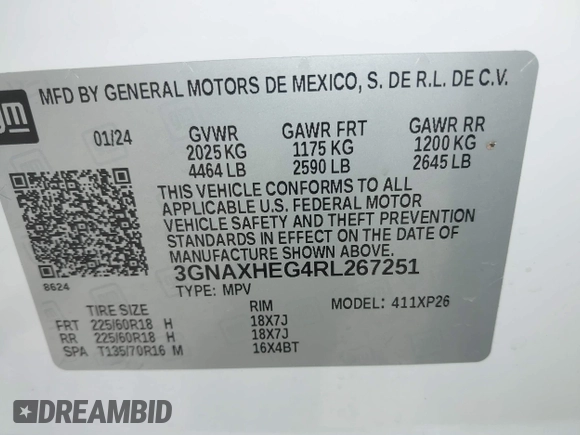 gm
MFD BY GENERAL MOTORS DE MEXICO, S. DE R.L. DE C.V.
01/24 GVWR GAWR FRT GAWR RR
2025 KG 1175 KG 1200 KG
4464 LB 2590 LB 2645 LB
THIS VEHICLE CONFORMS TO ALL
APPLICABLE U.S. FEDERAL MOTOR
VEHICLE SAFETY AND THEFT PREVENTION
STANDARDS IN EFFECT ON THE DATE OF
MANUFACTURE SHOWN ABOVE.
3GNAXHEG4RL267251
8624
TYPE: MPV MODEL: 411XP26
TIRE SIZE RIM
FRT 225/60R18 H 18X7J
RR 225/60R18 H 18X7J
SPA T135/70R16 M 16X4BT
DREAMBID